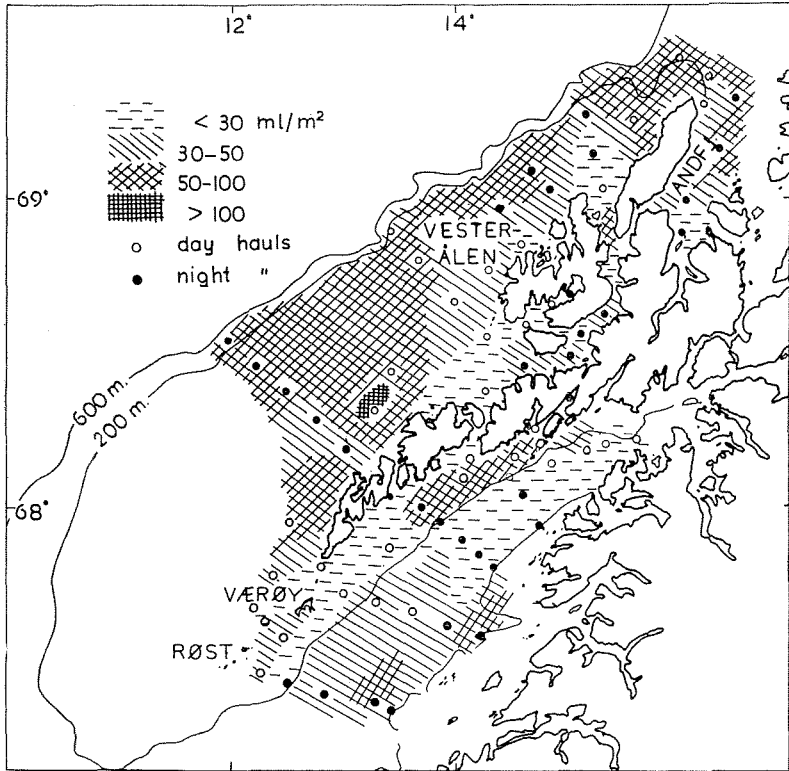 12°
14°
< 30 ml/m²
30-50
50-100
> 100
day hauls
night "
69°
ANDF.
VESTER-
ÅLEN
600 m.
200 m.
68°
VÆRØY
RØST